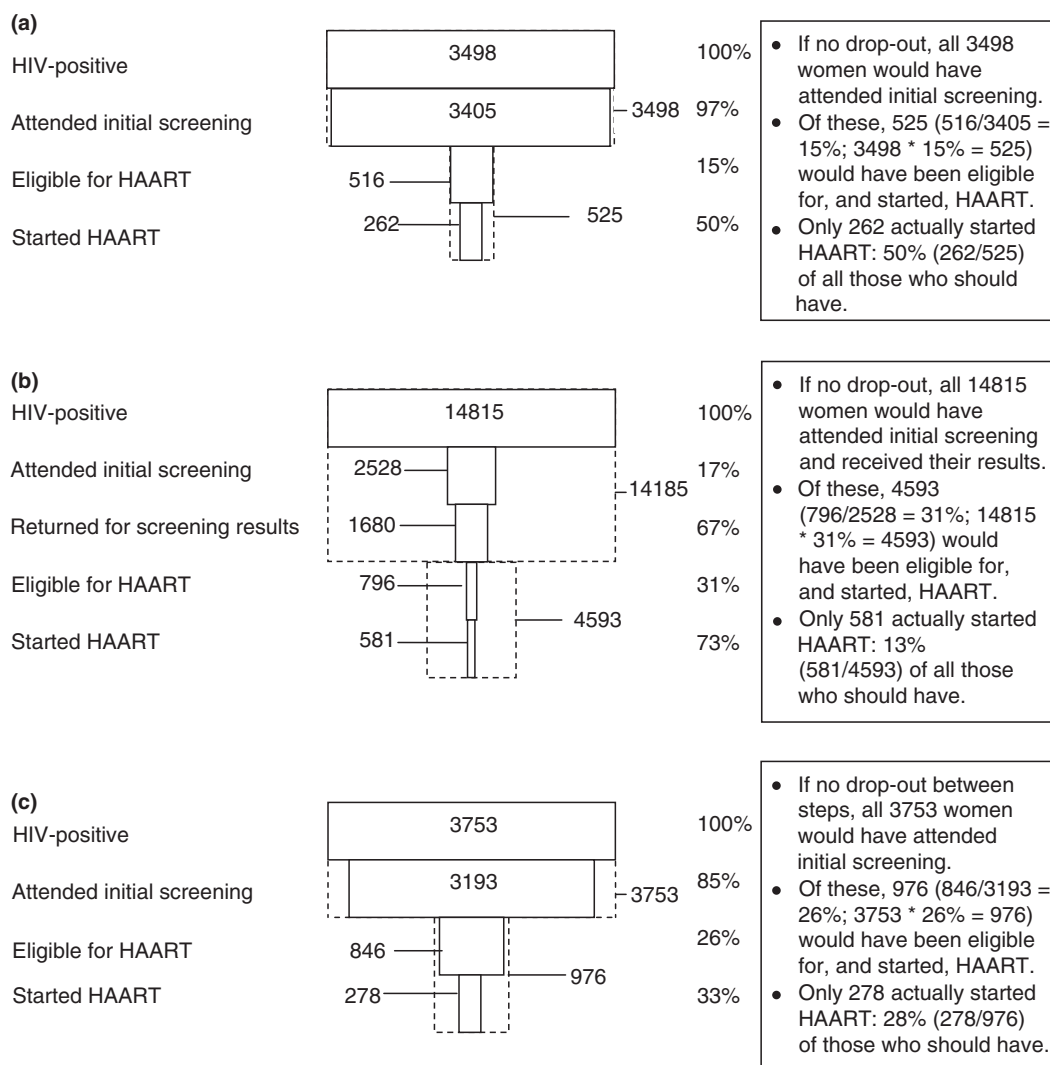 (a)
HIV-positive
3498
100%
Attended initial screening
3405
3498
97%
Eligible for HAART
516
15%
525
Started HAART
262
50%
• If no drop-out, all 3498
women would have
attended initial screening.
• Of these, 525 (516/3405 =
15%; 3498 * 15% = 525)
would have been eligible
for, and started, HAART.
• Only 262 actually started
HAART: 50% (262/525)
of all those who should
have.
(b)
HIV-positive
14815
100%
Attended initial screening
2528
17%
14185
Returned for screening results
1680
67%
Eligible for HAART
796
31%
4593
Started HAART
581
73%
• If no drop-out, all 14815
women would have
attended initial screening
and received their results.
• Of these, 4593
(796/2528 = 31%; 14815
* 31% = 4593) would
have been eligible for,
and started, HAART.
• Only 581 actually started
HAART: 13%
(581/4593) of all those
who should have.
(c)
HIV-positive
3753
100%
Attended initial screening
3193
3753
85%
Eligible for HAART
846
26%
976
Started HAART
278
33%
• If no drop-out between
steps, all 3753 women
would have attended
initial screening.
• Of these, 976 (846/3193 =
26%; 3753 * 26% = 976)
would have been eligible
for, and started, HAART.
• Only 278 actually started
HAART: 28% (278/976)
of those who should have.